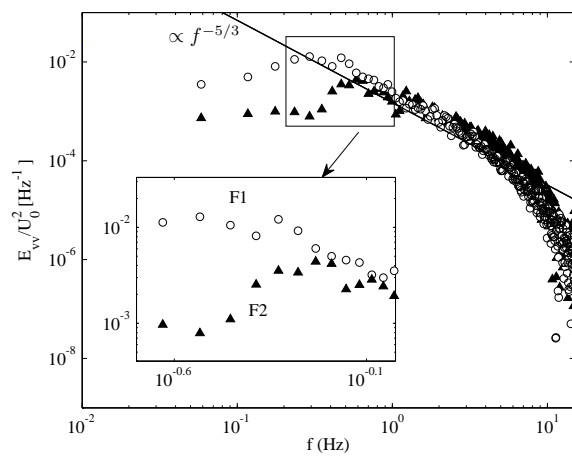 ∝ f^{-5/3}
10^{-2}
10^{-4}
10^{-6}
10^{-8}
E_{vv}/U_0^2 [Hz^{-1}]
F1
10^{-2}
F2
10^{-3}
10^{-0.6} 10^{-0.1}
10^{-2} 10^{-1} 10^{0} 10^{1}
f (Hz)